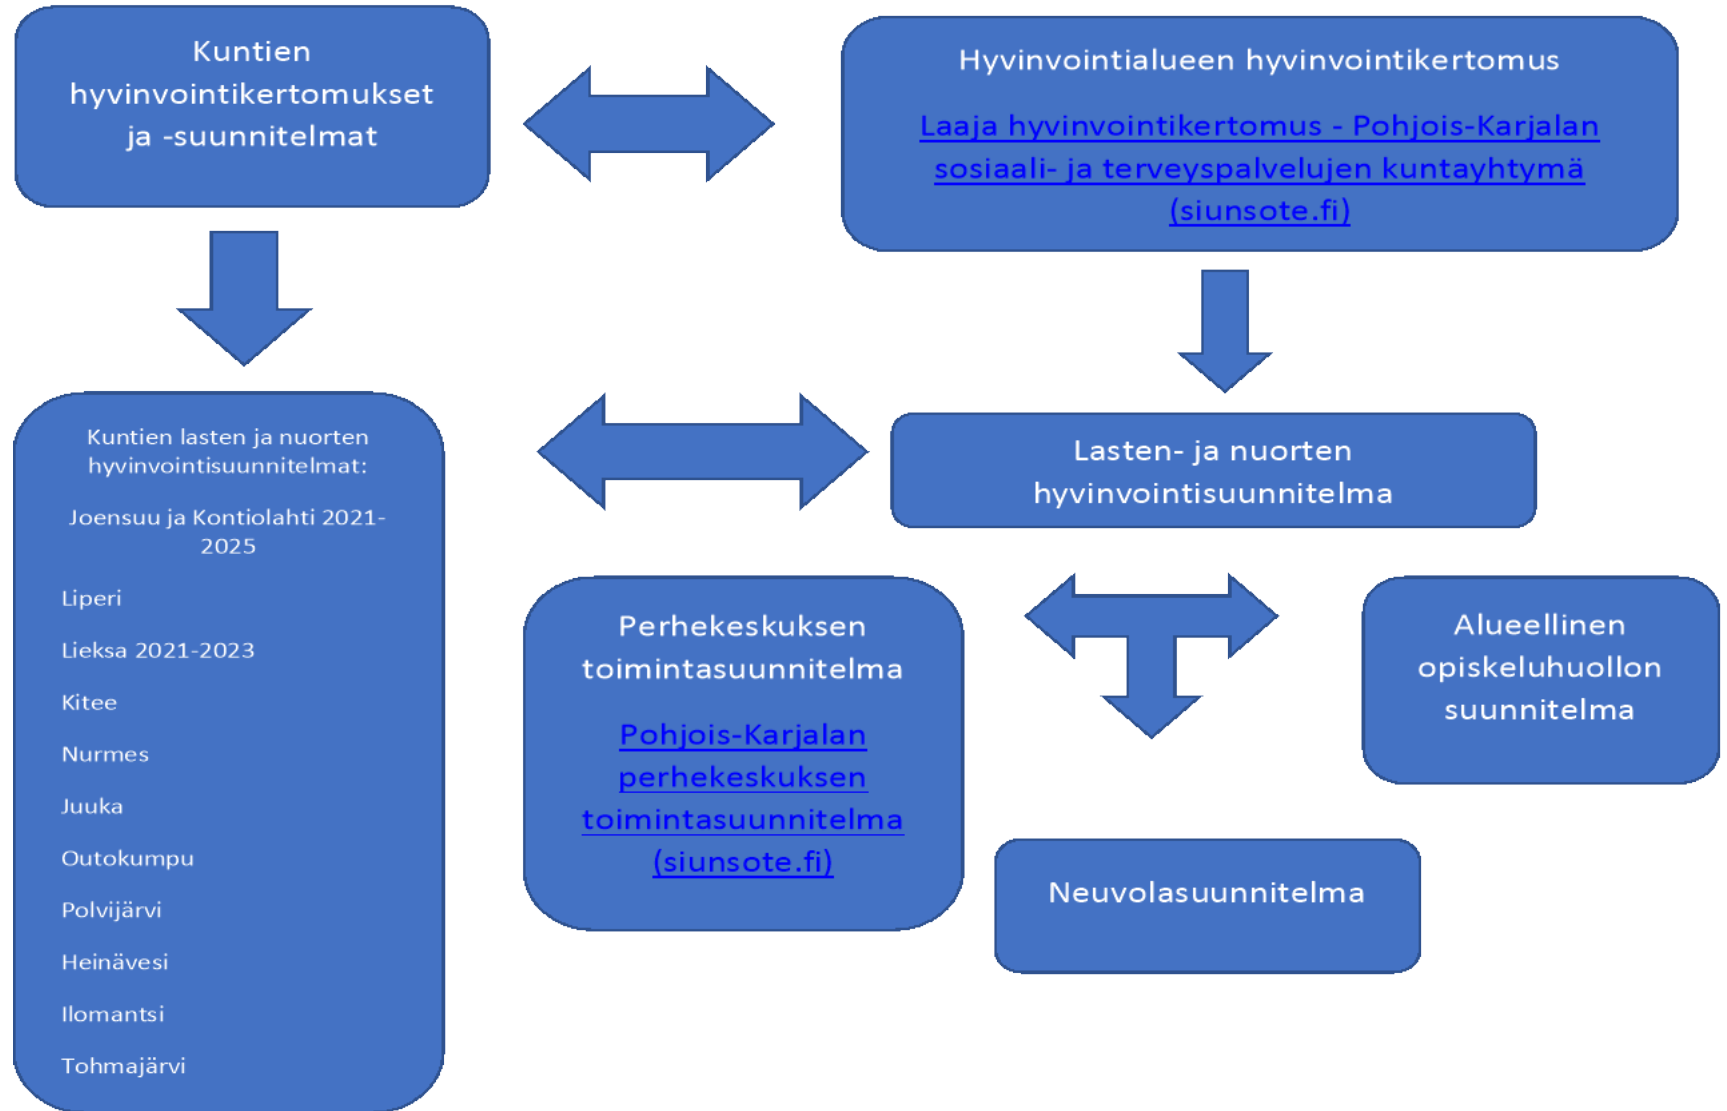 Kuntien
hyvinvointikertomukset
ja -suunnitelmat
Hyvinvointialueen hyvinvointikertomus
Laaja hyvinvointikertomus - Pohjois-Karjalan
sosiaali- ja terveyspalvelujen kuntayhtymä
(siunsote.fi)
Kuntien lasten ja nuorten
hyvinvointisuunnitelmat:
Joensuu ja Kontiolahti 2021-
2025
Liperi
Lieksa 2021-2023
Kitee
Nurmes
Juuka
Outokumpu
Polvijärvi
Heinävesi
Ilomantsi
Tohmajärvi
Lasten- ja nuorten
hyvinvointisuunnitelma
Perhekeskuksen
toimintasuunnitelma
Pohjois-Karjalan
perhekeskuksen
toimintasuunnitelma
(siunsote.fi)
Alueellinen
opiskeluhuollon
suunnitelma
Neuvolasuunnitelma